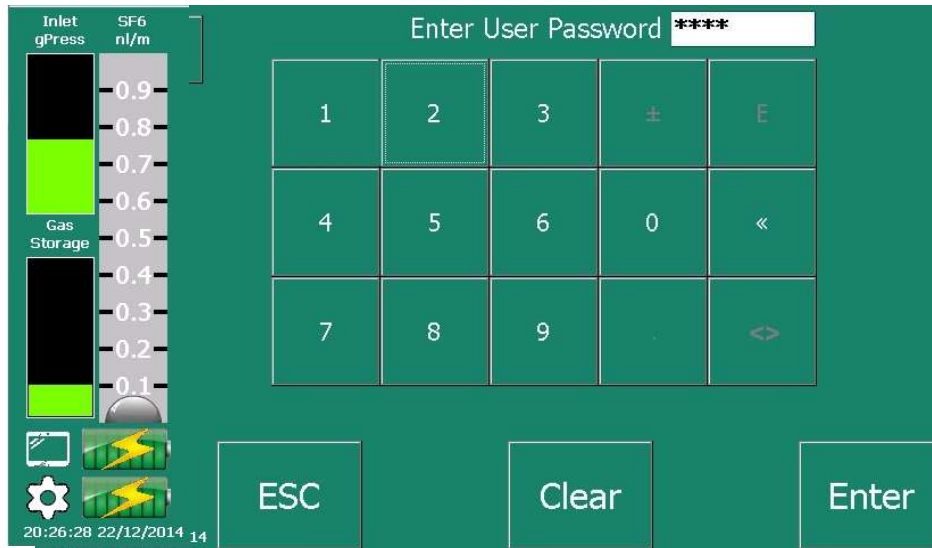 Inlet gPress
SF6 nl/m
Enter User Password ****
0.9
0.8
0.7
0.6
0.5
0.4
0.3
0.2
0.1
Gas Storage
1 2 3 ± E
4 5 6 0 «
7 8 9 . <>
ESC Clear Enter
20:26:28 22/12/2014 14